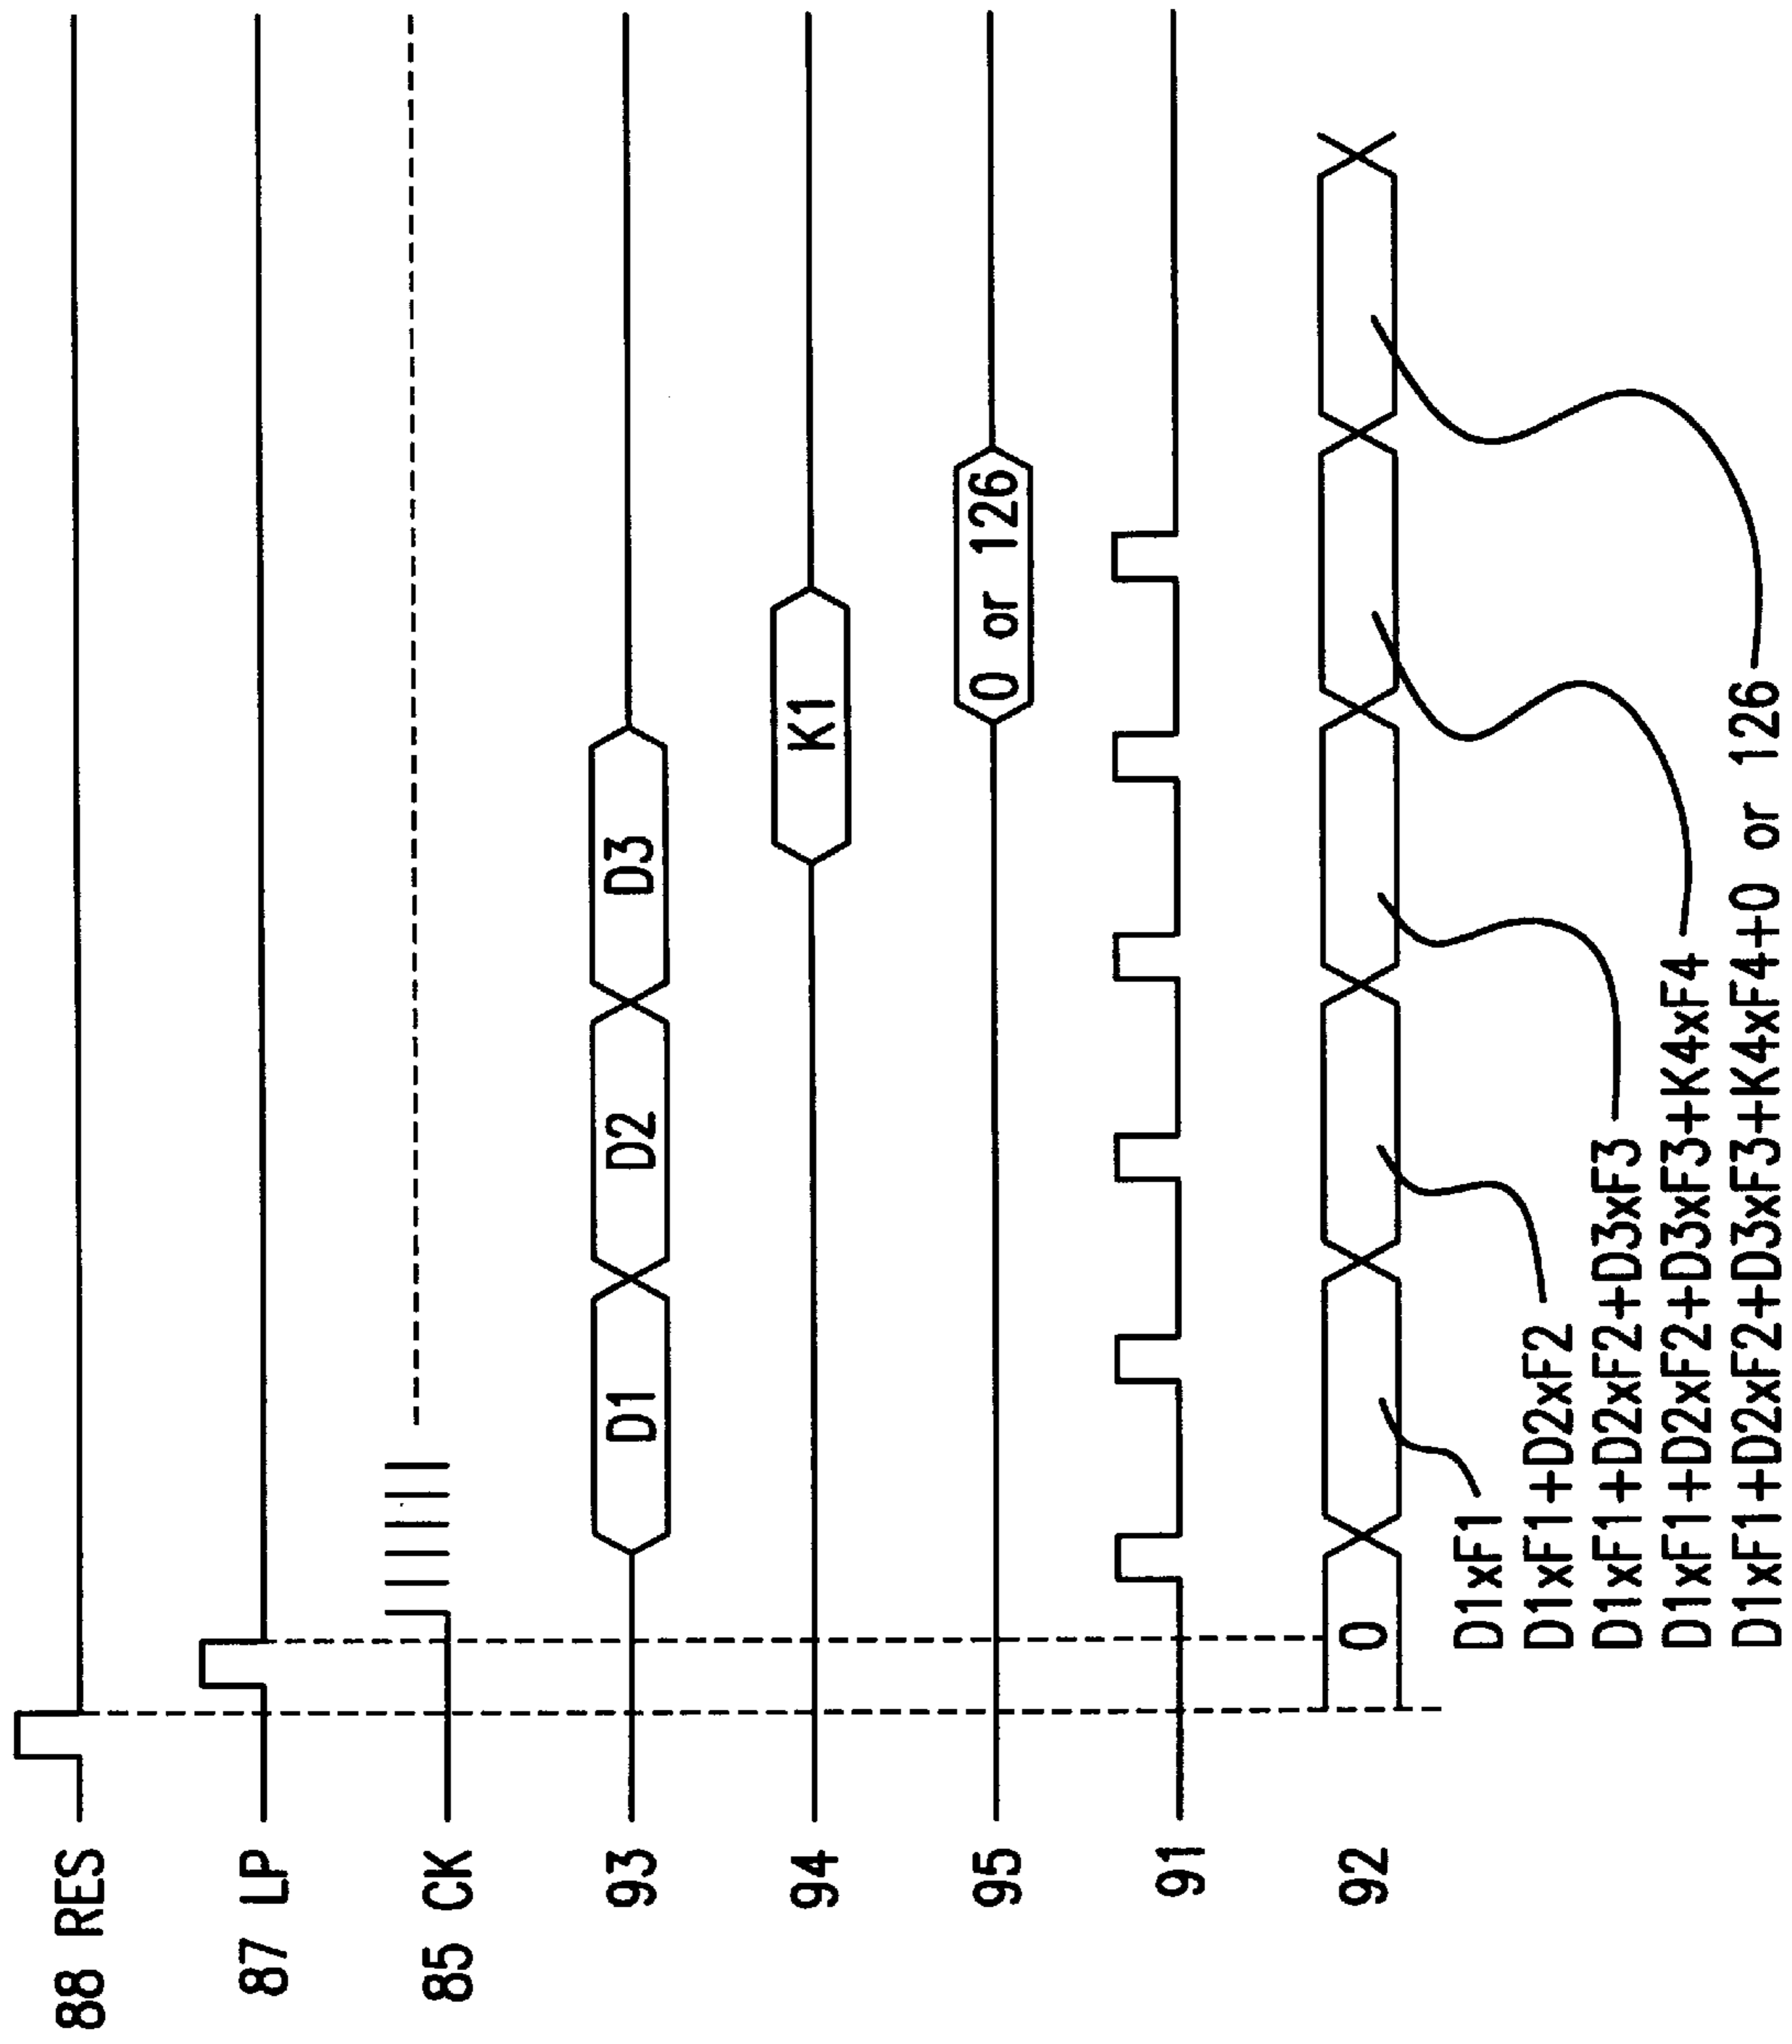 88 RES
87 LP
85 CK
93
D1 D2 D3
94
K1
95
0 or 126
91
92
0
D1xF1
D1xF1+D2xF2
D1xF1+D2xF2+D3xF3
D1xF1+D2xF2+D3xF3+K4xF4
D1xF1+D2xF2+D3xF3+K4xF4+0 or 126